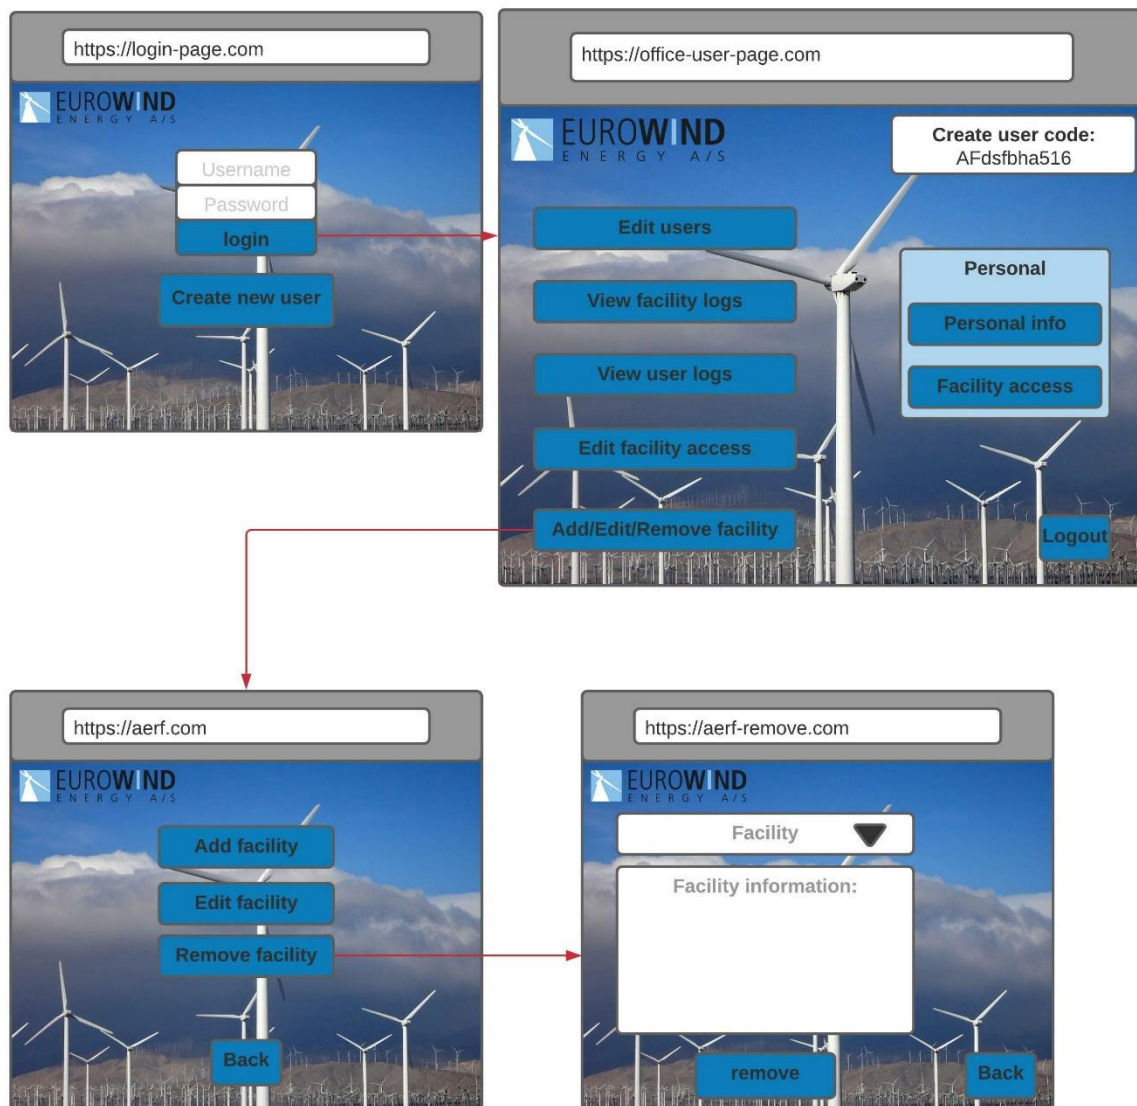 https://login-page.com
EUROWIND
ENERGY A/S
Username
Password
login
Create new user
https://office-user-page.com
EUROWIND
ENERGY A/S
Create user code:
AFdsfbha516
Edit users
View facility logs
View user logs
Edit facility access
Add/Edit/Remove facility
Personal
Personal info
Facility access
Logout
https://aerf.com
EUROWIND
ENERGY A/S
Add facility
Edit facility
Remove facility
Back
https://aerf-remove.com
EUROWIND
ENERGY A/S
Facility
Facility information:
remove
Back